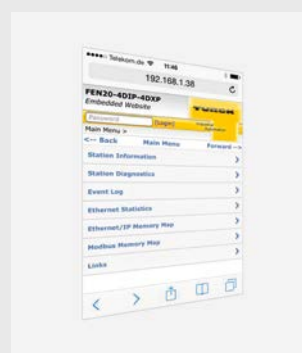 Telekom.de 11:46
192.168.1.38
FEN20-4DIP-4DXP
Embedded Website
TURCK
Password [Login] Industrial Automation
Main Menu >
<-- Back Main Menu Forward -->
Station Information
Station Diagnostics
Event Log
Ethernet Statistics
Ethernet/IP Memory Map
Modbus Memory Map
Links